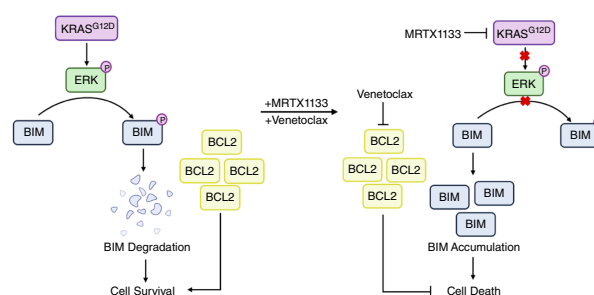 KRAS^G12D
P
ERK
BIM
BIM
P
BCL2
BCL2
BCL2
BCL2
BIM Degradation
Cell Survival
+MRTX1133
+Venetoclax
Venetoclax
BCL2
BCL2
BCL2
BCL2
MRTX1133
KRAS^G12D
P
ERK
BIM
BIM
BIM
BIM
BIM
BIM Accumulation
Cell Death